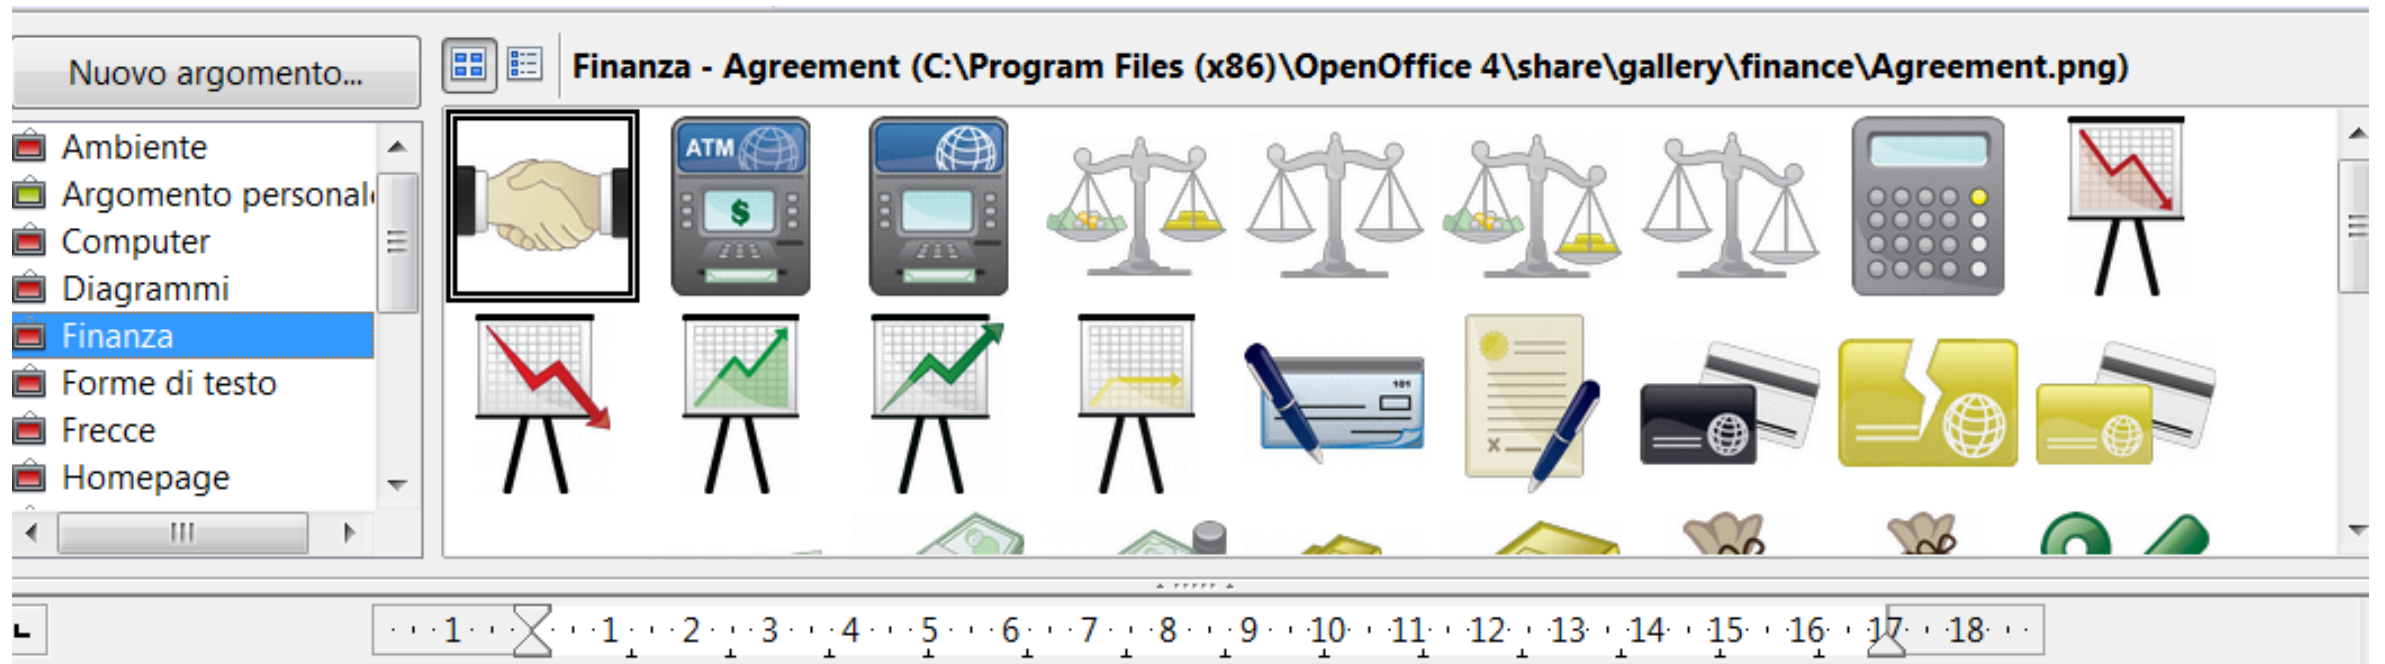 Nuovo argomento...
Finanza - Agreement (C:\Program Files (x86)\OpenOffice 4\share\gallery\finance\Agreement.png)
Ambiente
Argomento personal
Computer
Diagrammi
Finanza
Forme di testo
Frecce
Homepage
ATM
$
101
X
1 1 2 3 4 5 6 7 8 9 10 11 12 13 14 15 16 17 18